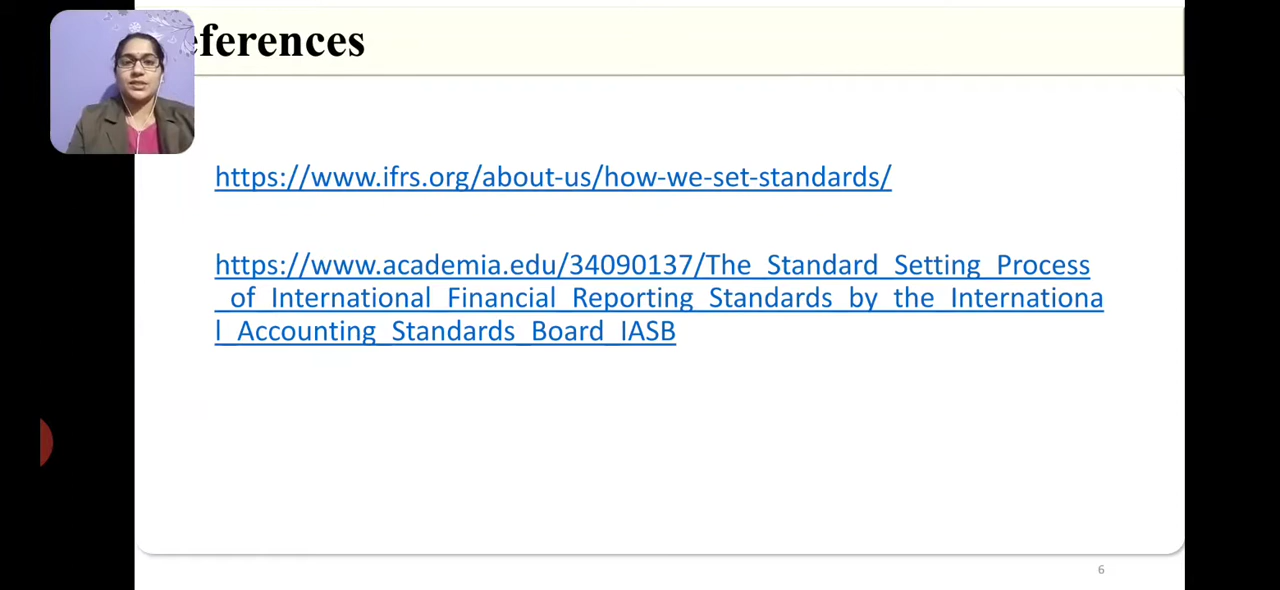 eferences
https://www.ifrs.org/about-us/how-we-set-standards/
https://www.academia.edu/34090137/The_Standard_Setting_Process
_of_International_Financial_Reporting_Standards_by_the_Internationa
l_Accounting_Standards_Board_IASB
6